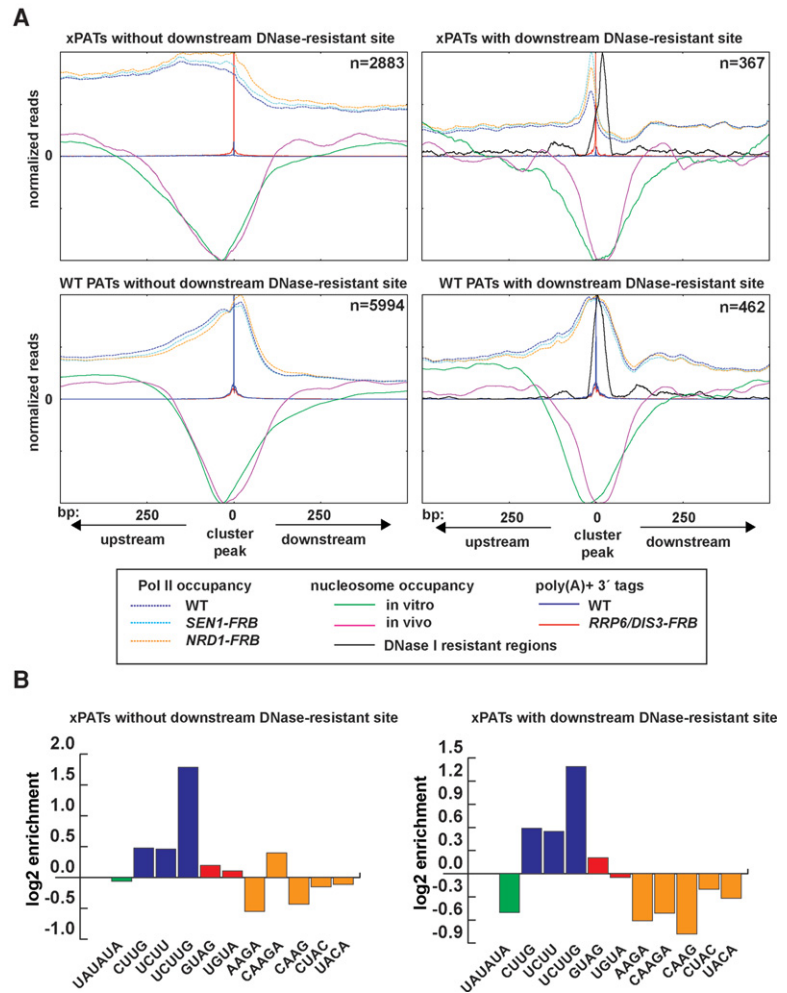 A
xPATs without downstream DNase-resistant site
xPATs with downstream DNase-resistant site
n=2883
n=367
normalized reads
0
WT PATs without downstream DNase-resistant site
WT PATs with downstream DNase-resistant site
n=5994
n=462
normalized reads
0
bp: 250 0 250
250 0 250
upstream cluster peak downstream
upstream cluster peak downstream
Pol II occupancy
WT
SEN1-FRB
NRD1-FRB
nucleosome occupancy
in vitro
in vivo
DNase I resistant regions
poly(A)+ 3´ tags
WT
RRP6/DIS3-FRB
B
xPATs without downstream DNase-resistant site
log2 enrichment
2.0
1.5
1.0
0.5
0.0
-0.5
-1.0
UAUAUA
CUUG
UCUU
UCUUG
GUAG
UGUA
AAGA
CAAGA
CAAG
CUAC
UACA
xPATs with downstream DNase-resistant site
log2 enrichment
1.5
1.2
0.9
0.6
0.3
0.0
-0.3
-0.6
-0.9
UAUAUA
CUUG
UCUU
UCUUG
GUAG
UGUA
AAGA
CAAGA
CAAG
CUAC
UACA